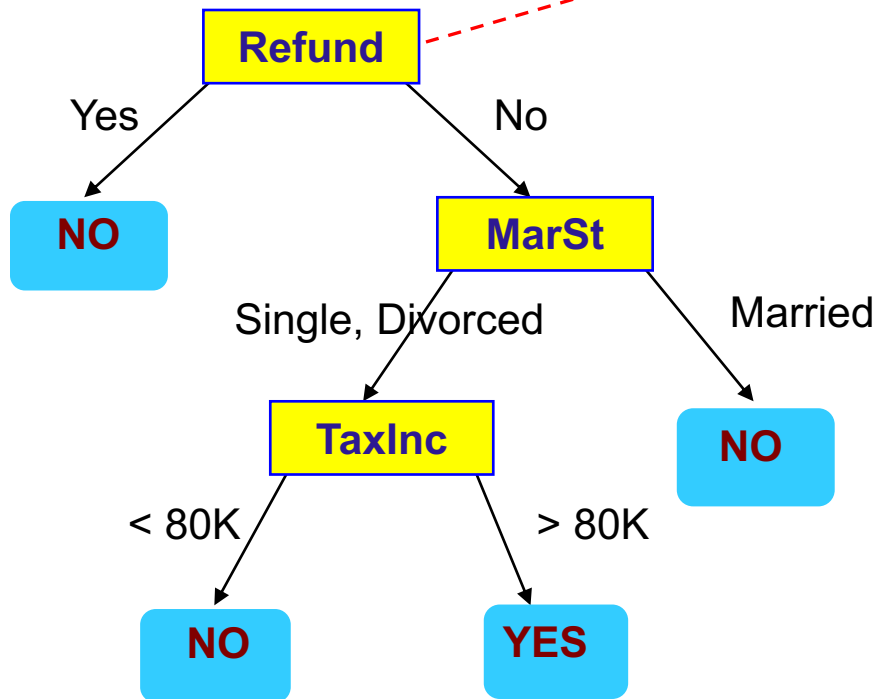 Refund
Yes
No
NO
MarSt
Single, Divorced
Married
TaxInc
NO
< 80K
> 80K
NO
YES